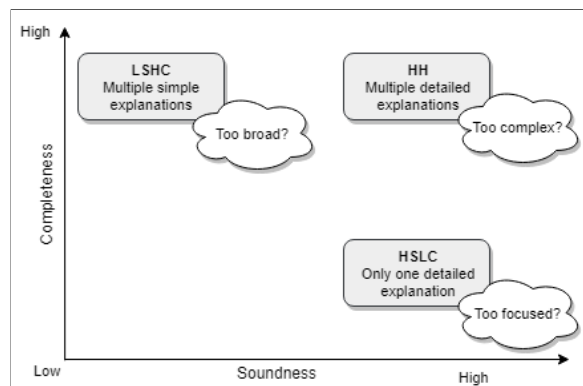 High
LSHC
Multiple simple
explanations
Too broad?
HH
Multiple detailed
explanations
Too complex?
Completeness
HSLC
Only one detailed
explanation
Too focused?
Low
Soundness
High